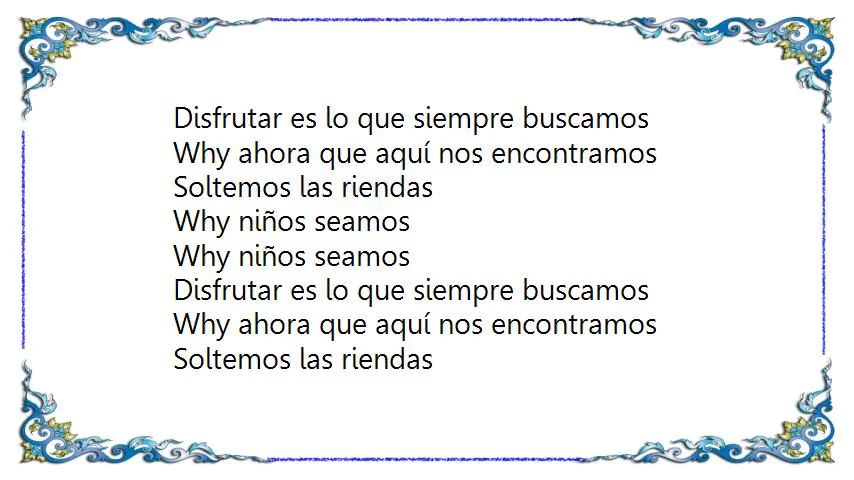 Disfrutar es lo que siempre buscamos
Why ahora que aquí nos encontramos
Soltemos las riendas
Why niños seamos
Why niños seamos
Disfrutar es lo que siempre buscamos
Why ahora que aquí nos encontramos
Soltemos las riendas